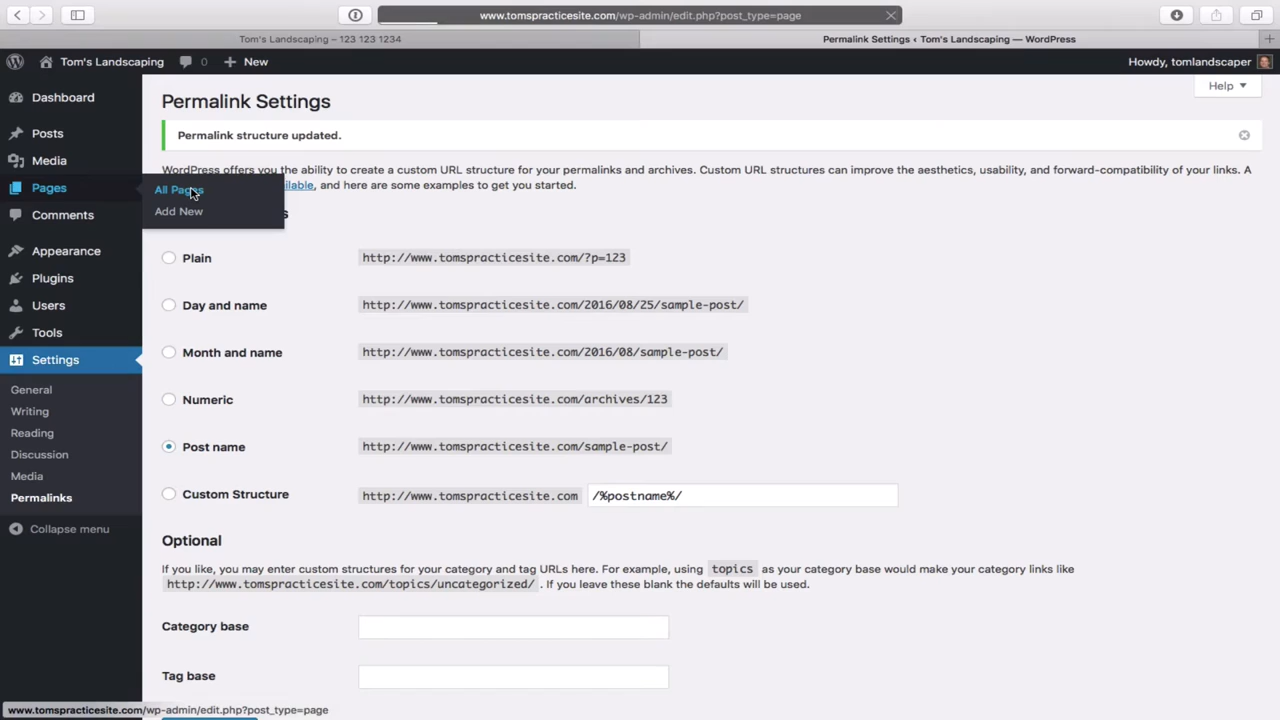 www.tomspracticesite.com/wp-admin/edit.php?post_type=page
Tom's Landscaping – 123 123 1234
Permalink Settings ‹ Tom's Landscaping — WordPress
Tom's Landscaping
0
New
Howdy, tomlandscaper
Dashboard
Posts
Media
Pages
All Pages
Add New
Comments
Appearance
Plugins
Users
Tools
Settings
General
Writing
Reading
Discussion
Media
Permalinks
Collapse menu
Help
Permalink Settings
Permalink structure updated.
WordPress offers you the ability to create a custom URL structure for your permalinks and archives. Custom URL structures can improve the aesthetics, usability, and forward-compatibility of your links. A
ilable, and here are some examples to get you started.
s
Plain http://www.tomspracticesite.com/?p=123
Day and name http://www.tomspracticesite.com/2016/08/25/sample-post/
Month and name http://www.tomspracticesite.com/2016/08/sample-post/
Numeric http://www.tomspracticesite.com/archives/123
Post name http://www.tomspracticesite.com/sample-post/
Custom Structure http://www.tomspracticesite.com /%postname%/
Optional
If you like, you may enter custom structures for your category and tag URLs here. For example, using topics as your category base would make your category links like
http://www.tomspracticesite.com/topics/uncategorized/ . If you leave these blank the defaults will be used.
Category base
Tag base
www.tomspracticesite.com/wp-admin/edit.php?post_type=page